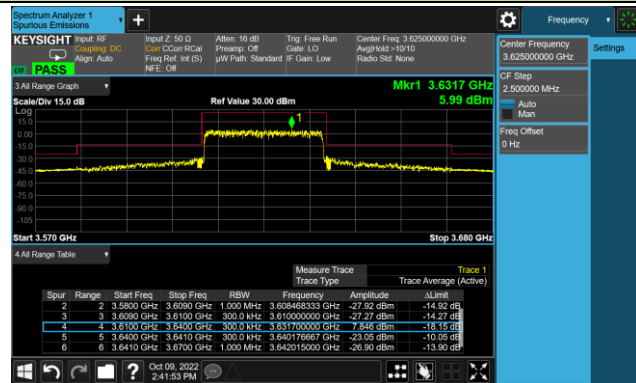 Spectrum Analyzer 1
Spurious Emissions
Frequency
KEYSIGHT
Input: RF
Coupling: DC
Align: Auto
Input Z: 50 Ω
Corr CCorr RCal
Freq Ref: Int (S)
NFE: Off
Atten: 16 dB
Preamp: Off
µW Path: Standard
Trig: Free Run
Gate: LO
IF Gain: Low
Center Freq: 3.625000000 GHz
Avg|Hold:>10/10
Radio Std: None
PASS
Center Frequency
3.625000000 GHz
Settings
CF Step
2.500000 MHz
Auto
Man
Freq Offset
0 Hz
3 All Range Graph
Mkr1 3.6317 GHz
5.99 dBm
Scale/Div 15.0 dB
Ref Value 30.00 dBm
Log
15.0
0.00
-15.0
-30.0
-45.0
-60.0
-75.0
-90.0
-105
1
Start 3.570 GHz
Stop 3.680 GHz
4 All Range Table
Measure Trace Trace 1
Trace Type Trace Average (Active)
Spur Range Start Freq Stop Freq RBW Frequency Amplitude ΔLimit
2 2 3.5800 GHz 3.6090 GHz 1.000 MHz 3.608468333 GHz -27.92 dBm -14.92 dB
3 3 3.6090 GHz 3.6100 GHz 300.0 kHz 3.610000000 GHz -27.27 dBm -14.27 dB
4 4 3.6100 GHz 3.6400 GHz 300.0 kHz 3.631700000 GHz 7.846 dBm -18.15 dB
5 5 3.6400 GHz 3.6410 GHz 300.0 kHz 3.640176667 GHz -23.05 dBm -10.05 dB
6 6 3.6410 GHz 3.6700 GHz 1.000 MHz 3.642015000 GHz -26.90 dBm -13.90 dB
?
Oct 09, 2022
2:41:53 PM